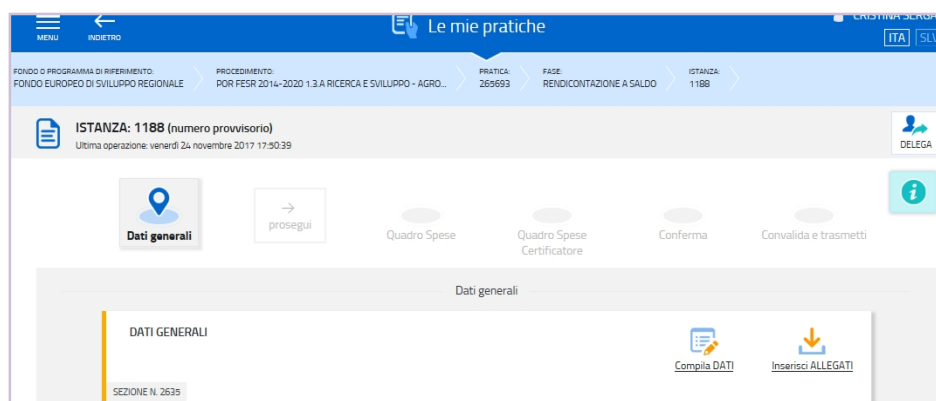 MENU
INDIETRO
Le mie pratiche
CRISTINA
ITA
SLV
FONDO O PROGRAMMA DI RIFERIMENTO:
FONDO EUROPEO DI SVILUPPO REGIONALE
PROCEDIMENTO:
POR FESR 2014-2020 1.3.A RICERCA E SVILUPPO - AGRO...
PRATICA:
265693
FASE:
RENDICONTAZIONE A SALDO
ISTANZA:
1188
ISTANZA: 1188 (numero provvisorio)
Ultima operazione: venerdì 24 novembre 2017 17:50:39
DELEGA
Dati generali
prosegui
Quadro Spese
Quadro Spese
Certificatore
Conferma
Convalida e trasmetti
Dati generali
DATI GENERALI
Compila DATI
Inserisci ALLEGATI
SEZIONE N. 2635